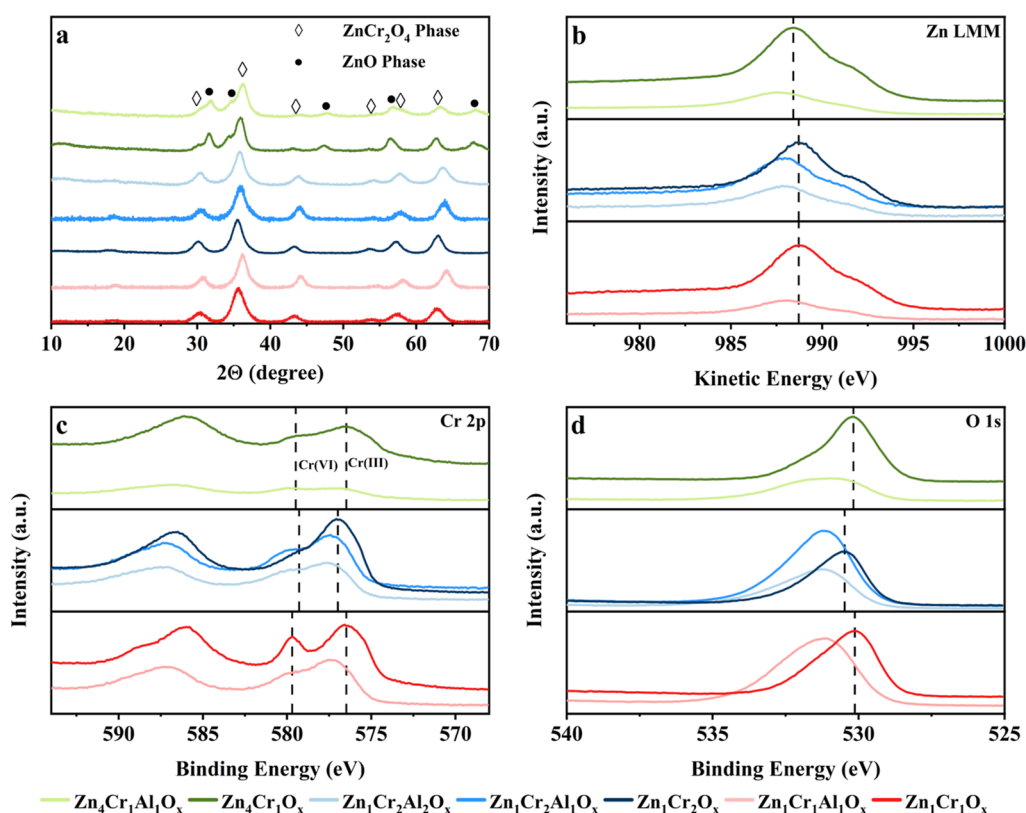 a
◇ ZnCr₂O₄ Phase
● ZnO Phase
10 20 30 40 50 60 70
2Θ (degree)
b
Zn LMM
Intensity (a.u.)
980 985 990 995 1000
Kinetic Energy (eV)
c
Cr 2p
Cr(VI)
Cr(III)
Intensity (a.u.)
590 585 580 575 570
Binding Energy (eV)
d
O 1s
Intensity (a.u.)
540 535 530 525
Binding Energy (eV)
Zn₄Cr₁Al₁Oₓ Zn₄Cr₁Oₓ Zn₁Cr₂Al₂Oₓ Zn₁Cr₂Al₁Oₓ Zn₁Cr₂Oₓ Zn₁Cr₁Al₁Oₓ Zn₁Cr₁Oₓ